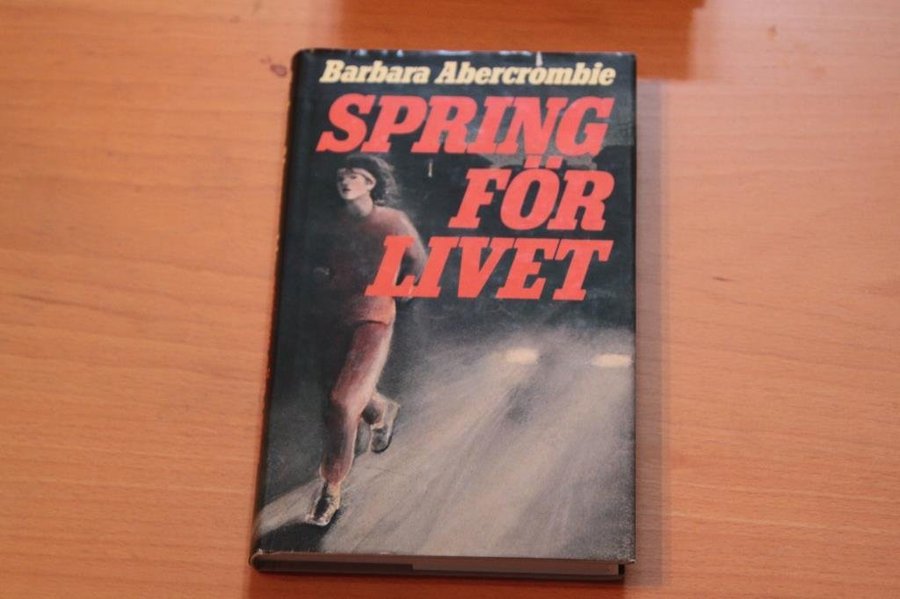 Barbara Abercrombie
SPRING
FÖR
LIVET